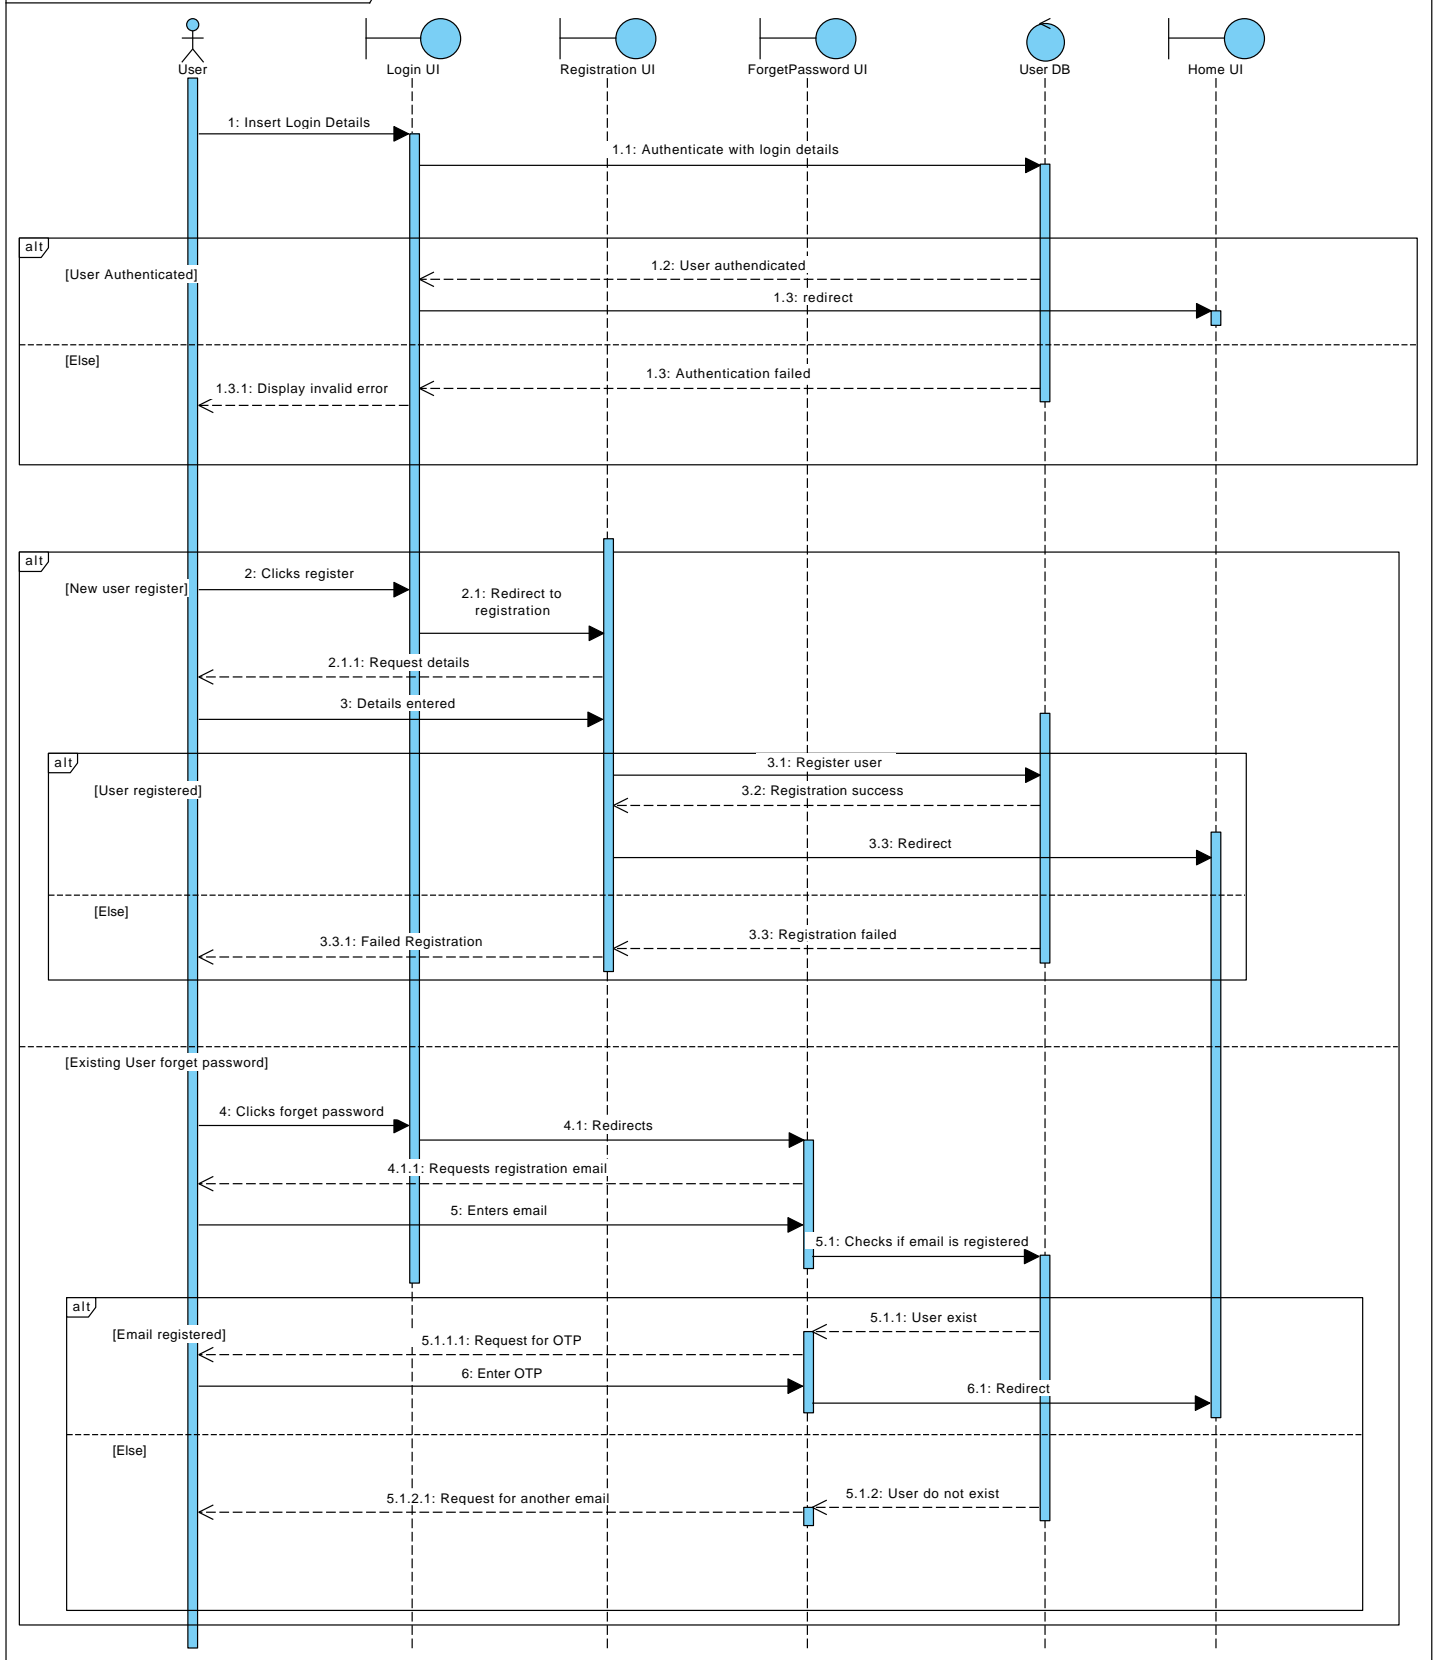 User
Login UI
Registration UI
ForgetPassword UI
User DB
Home UI
1: Insert Login Details
1.1: Authenticate with login details
alt
[User Authenticated]
1.2: User authendicated
1.3: redirect
[Else]
1.3: Authentication failed
1.3.1: Display invalid error
alt
2: Clicks register
[New user register]
2.1: Redirect to
registration
2.1.1: Request details
3: Details entered
alt
3.1: Register user
[User registered]
3.2: Registration success
3.3: Redirect
[Else]
3.3: Registration failed
3.3.1: Failed Registration
[Existing User forget password]
4: Clicks forget password
4.1: Redirects
4.1.1: Requests registration email
5: Enters email
5.1: Checks if email is registered
alt
5.1.1: User exist
[Email registered]
5.1.1.1: Request for OTP
6: Enter OTP
6.1: Redirect
[Else]
5.1.2: User do not exist
5.1.2.1: Request for another email